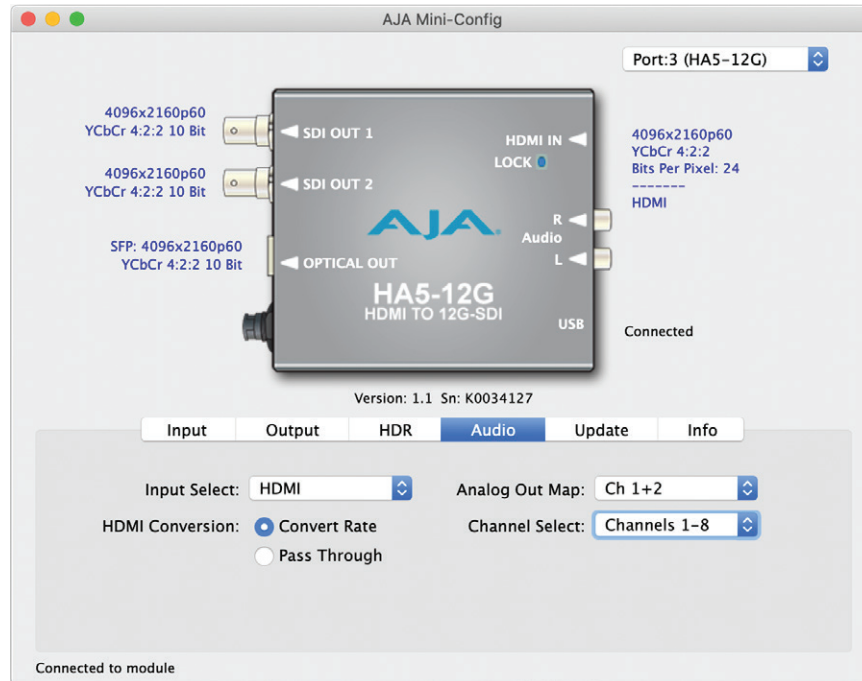 AJA Mini-Config
Port:3 (HA5-12G)
4096x2160p60
YCbCr 4:2:2 10 Bit
4096x2160p60
YCbCr 4:2:2 10 Bit
SFP: 4096x2160p60
YCbCr 4:2:2 10 Bit
SDI OUT 1
SDI OUT 2
OPTICAL OUT
HDMI IN
LOCK
AJA
R
Audio
L
HA5-12G
HDMI TO 12G-SDI
USB
4096x2160p60
YCbCr 4:2:2
Bits Per Pixel: 24
-------
HDMI
Connected
Version: 1.1 Sn: K0034127
Input Output HDR Audio Update Info
Input Select: HDMI
Analog Out Map: Ch 1+2
HDMI Conversion: Convert Rate
Channel Select: Channels 1-8
Pass Through
Connected to module